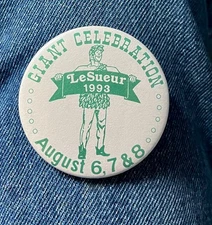 GIANT CELEBRATION
LeSueur
1993
August 6, 7 & 8